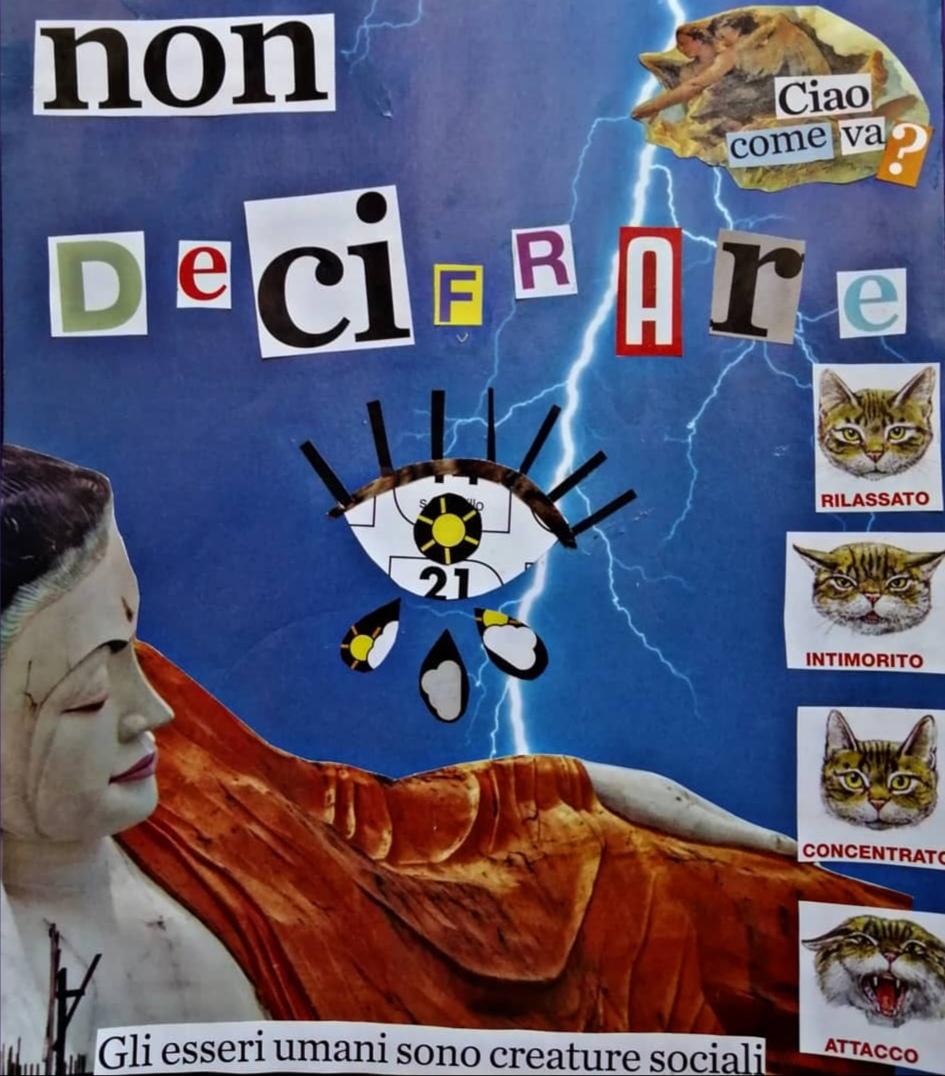 non
Ciao
come va?
DeciFRAre
RILASSATO
INTIMORITO
21
CONCENTRATO
ATTACCO
Gli esseri umani sono creature sociali